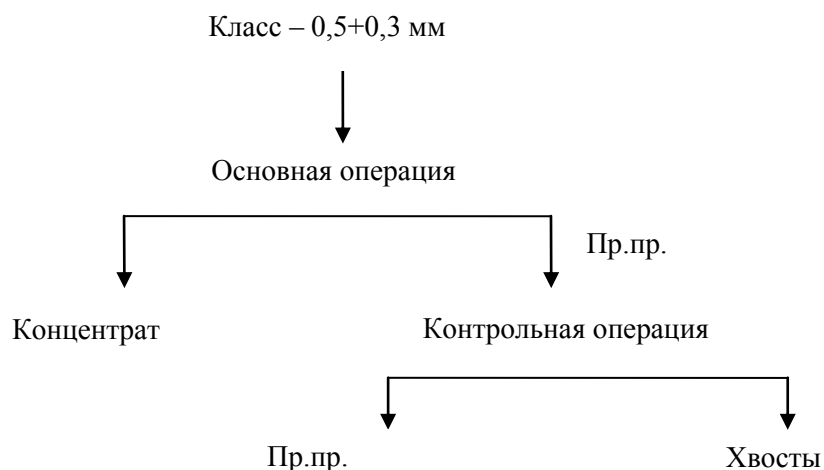 Класс – 0,5+0,3 мм
Основная операция
Пр.пр.
Концентрат
Контрольная операция
Пр.пр.
Хвосты